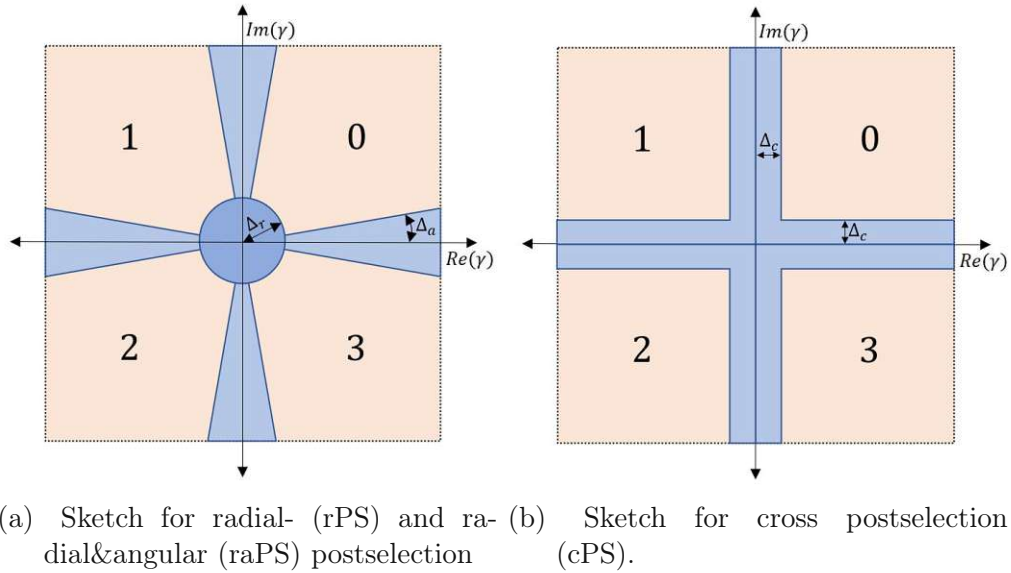 Im(γ)
1
0
Δr
Δa
Re(γ)
2
3
Im(γ)
1
0
Δc
Δc
Re(γ)
2
3
(a) Sketch for radial- (rPS) and ra-
dial&angular (raPS) postselection
(b) Sketch for cross postselection
(cPS).